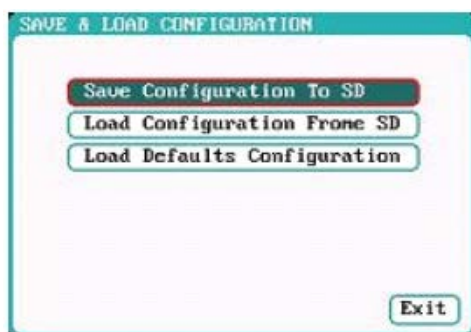 SAVE & LOAD CONFIGURATION
Save Configuration To SD
Load Configuration Frome SD
Load Defaults Configuration
Exit